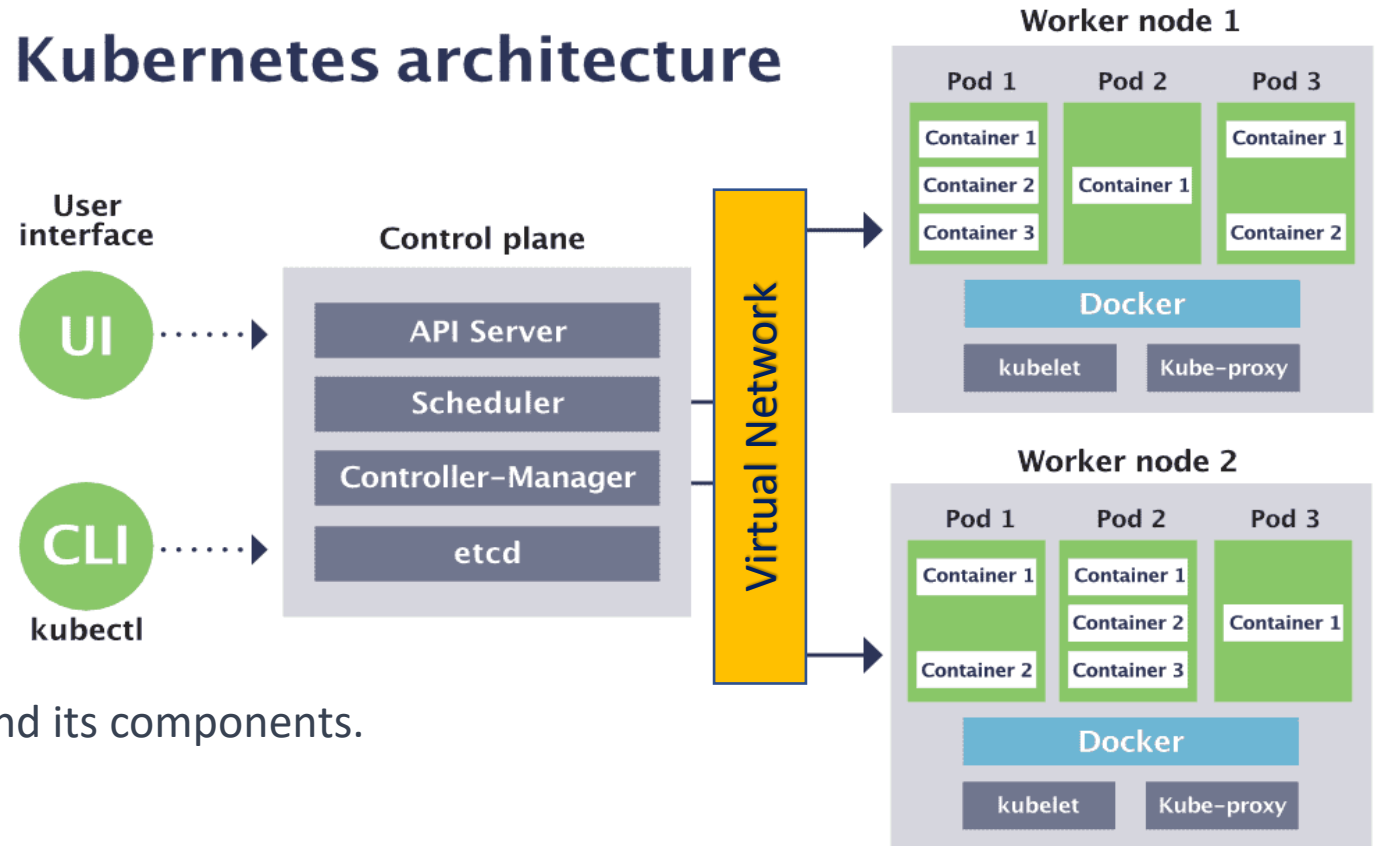 Kubernetes architecture
User
interface
UI
CLI
kubectl
Control plane
API Server
Scheduler
Controller-Manager
etcd
Virtual Network
Worker node 1
Pod 1
Pod 2
Pod 3
Container 1
Container 2
Container 3
Container 1
Container 1
Container 2
Docker
kubelet
Kube-proxy
Worker node 2
Pod 1
Pod 2
Pod 3
Container 1
Container 2
Container 1
Container 2
Container 3
Container 1
Docker
kubelet
Kube-proxy
its components.